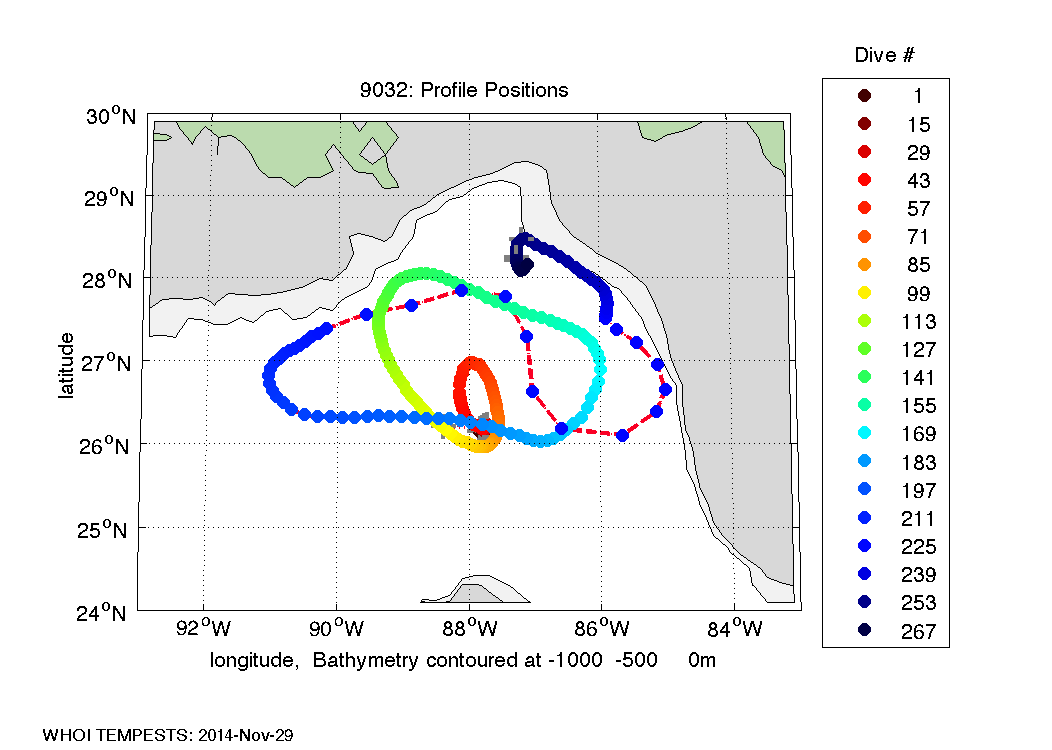 Dive #
9032: Profile Positions
1
15
29
43
57
71
85
99
113
127
141
155
169
183
197
211
225
239
253
267
30°N
29°N
28°N
27°N
26°N
25°N
24°N
latitude
92°W 90°W 88°W 86°W 84°W
longitude, Bathymetry contoured at -1000 -500 0m
WHOI TEMPESTS: 2014-Nov-29